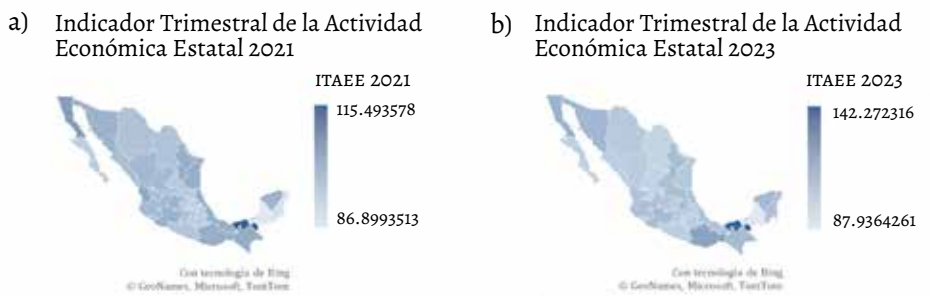 a) Indicador Trimestral de la Actividad
Económica Estatal 2021
ITAEE 2021
115.493578
86.8993513
Con tecnología de Bing
© GeoNames, Microsoft, TomTom
b) Indicador Trimestral de la Actividad
Económica Estatal 2023
ITAEE 2023
142.272316
87.9364261
Con tecnología de Bing
© GeoNames, Microsoft, TomTom